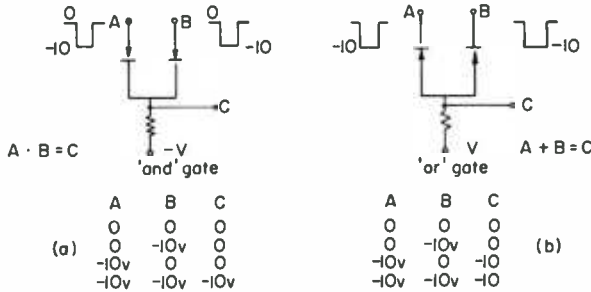 0 A B 0
-10 -10
C
-V
A · B = C
'and' gate
A B C
0 0 0
0 -10v 0
-10v 0 0
-10v -10v -10v
(a)
0 A B
-10 -10
C
V
A + B = C
'or' gate
A B C
0 0 0
0 -10v 0
-10v 0 -10
-10v -10v -10
(b)